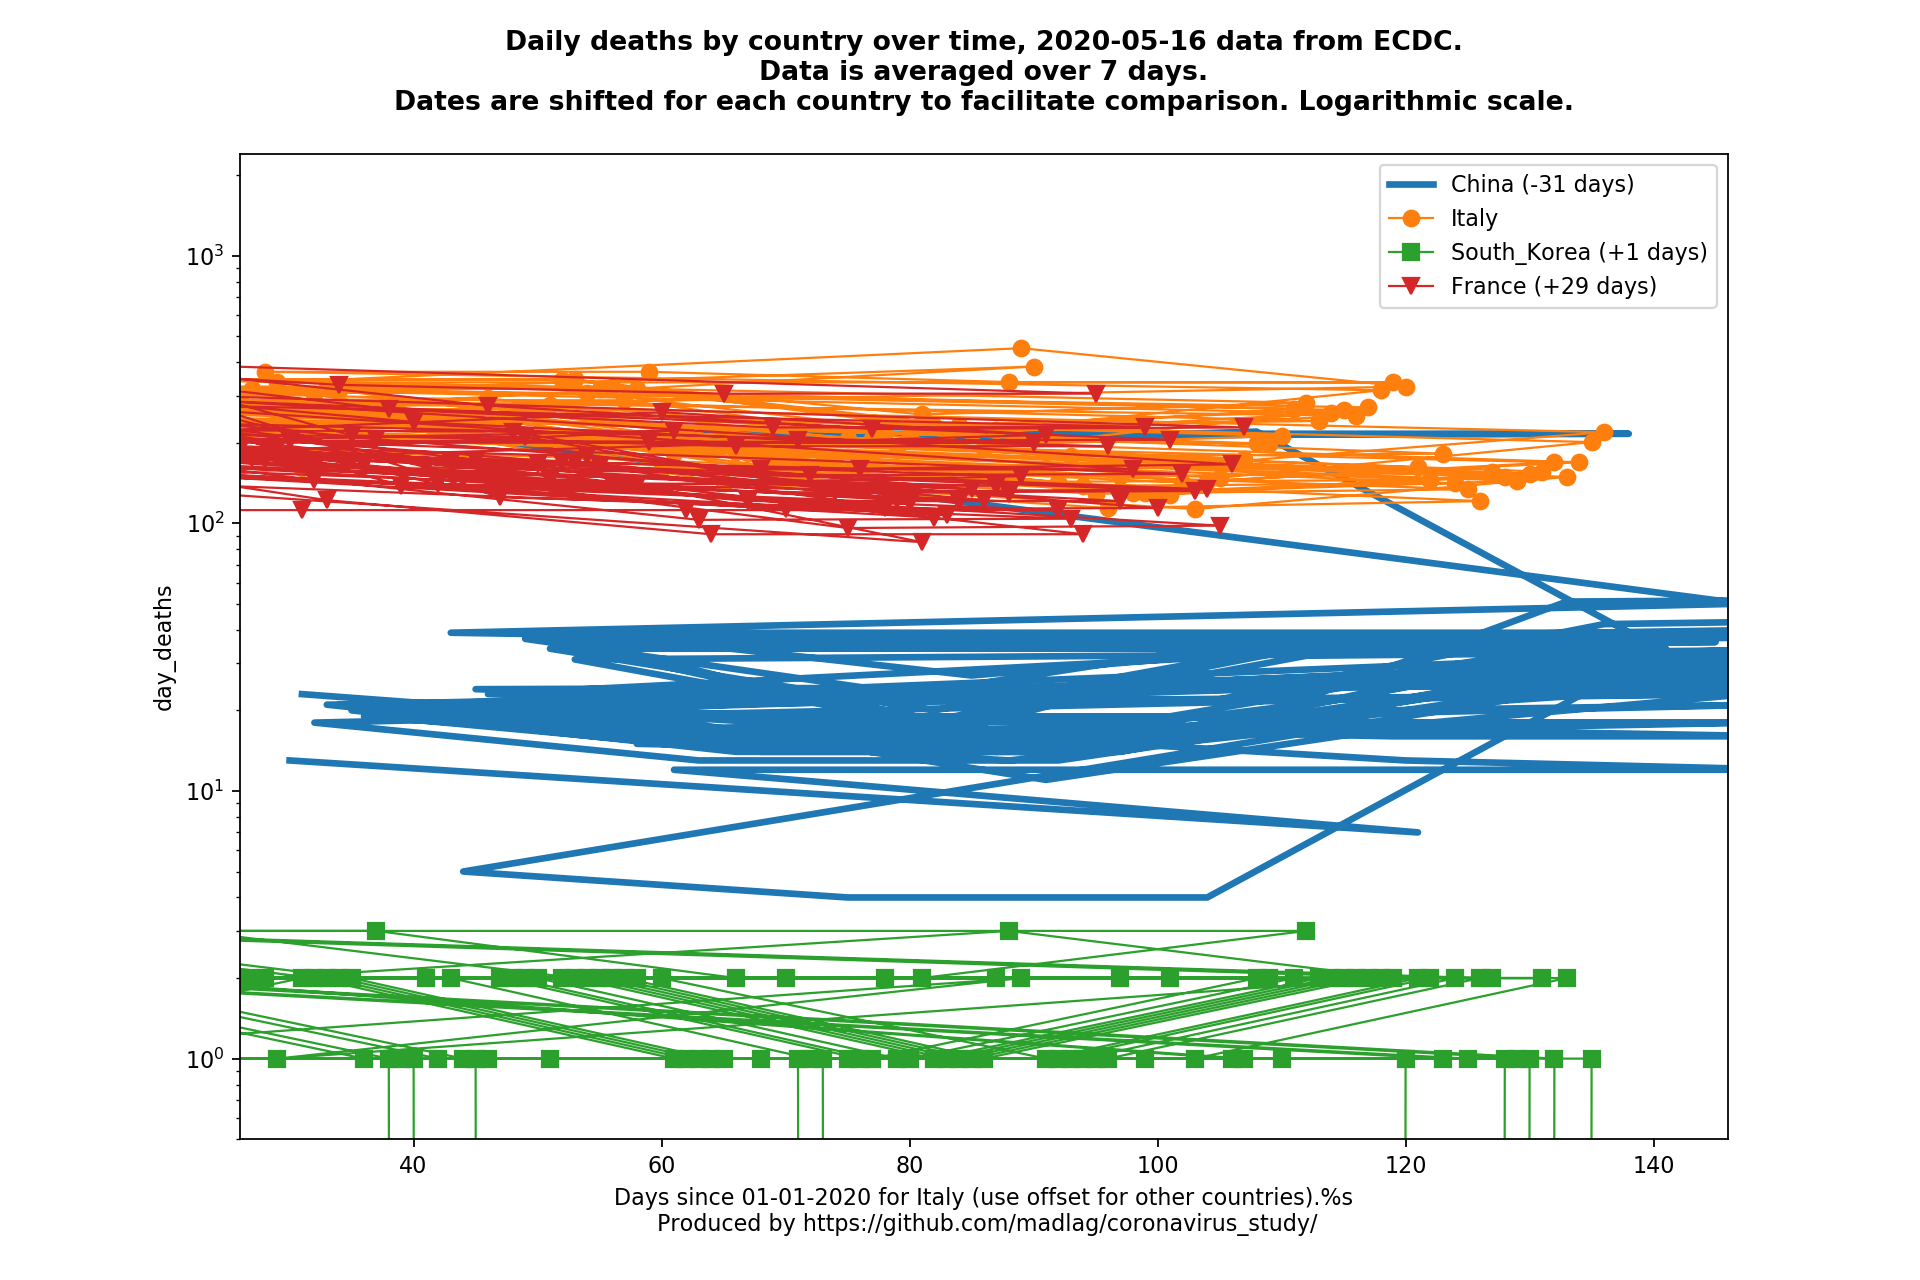 Daily deaths by country over time, 2020-05-16 data from ECDC.
Data is averaged over 7 days.
Dates are shifted for each country to facilitate comparison. Logarithmic scale.
China (-31 days)
Italy
South_Korea (+1 days)
France (+29 days)
day_deaths
10³
10²
10¹
10⁰
40 60 80 100 120 140
Days since 01-01-2020 for Italy (use offset for other countries).%s
Produced by https://github.com/madlag/coronavirus_study/